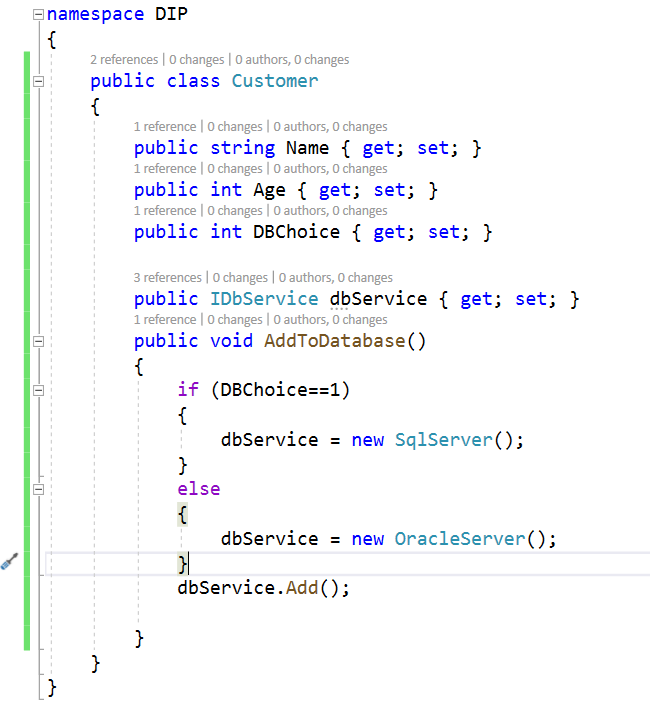 namespace DIP
{
2 references | 0 changes | 0 authors, 0 changes
public class Customer
{
1 reference | 0 changes | 0 authors, 0 changes
public string Name { get; set; }
1 reference | 0 changes | 0 authors, 0 changes
public int Age { get; set; }
1 reference | 0 changes | 0 authors, 0 changes
public int DBChoice { get; set; }
3 references | 0 changes | 0 authors, 0 changes
public IDbService dbService { get; set; }
1 reference | 0 changes | 0 authors, 0 changes
public void AddToDatabase()
{
if (DBChoice==1)
{
dbService = new SqlServer();
}
else
{
dbService = new OracleServer();
}
dbService.Add();
}
}
}